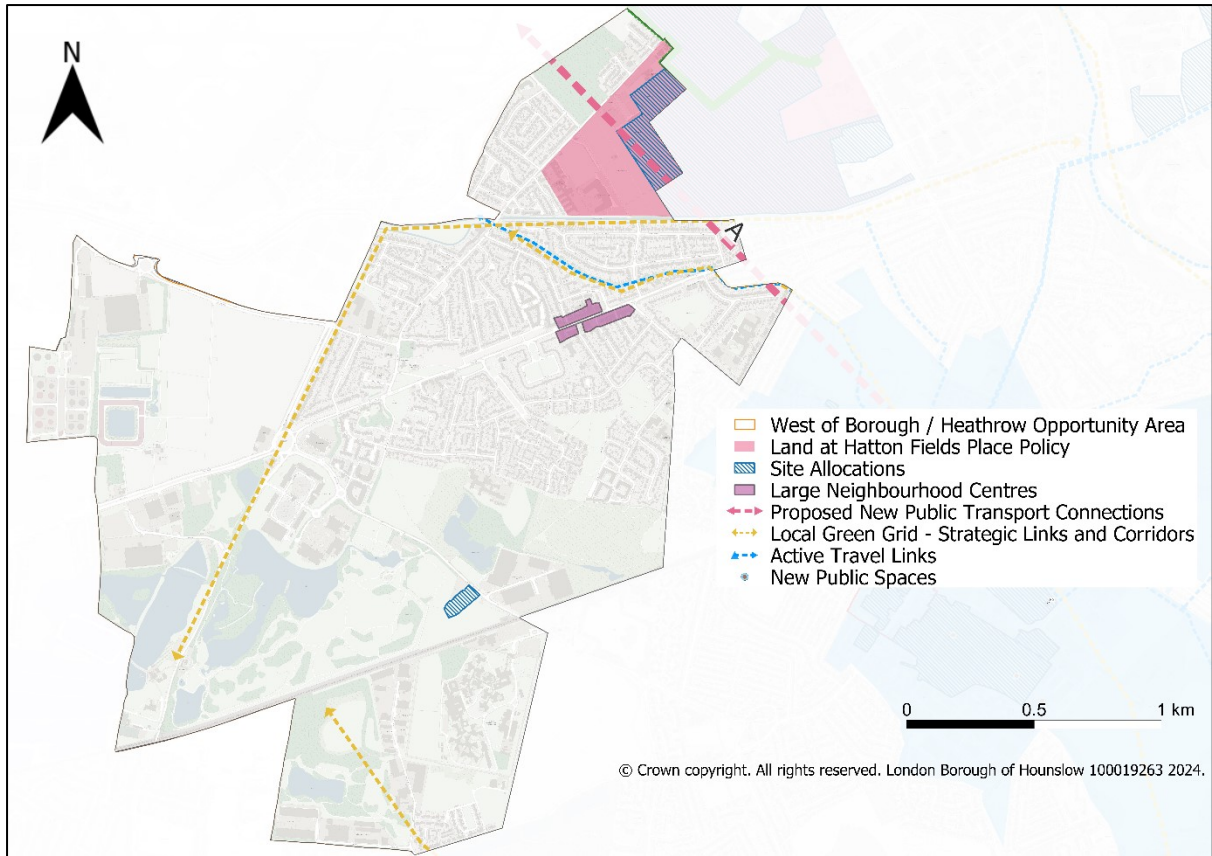 N
A
West of Borough / Heathrow Opportunity Area
Land at Hatton Fields Place Policy
Site Allocations
Large Neighbourhood Centres
Proposed New Public Transport Connections
Local Green Grid - Strategic Links and Corridors
Active Travel Links
New Public Spaces
0 0.5 1 km
© Crown copyright. All rights reserved. London Borough of Hounslow 100019263 2024.